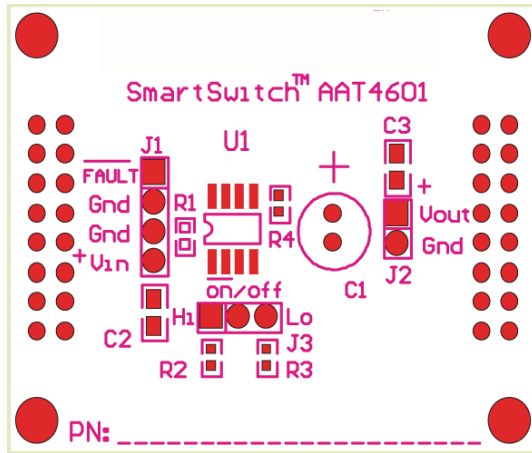 SmartSwitch™ AAT4601
J1
U1
C3
FAULT
R1
+
+
Gnd
Vout
Gnd
R4
Gnd
+Vin
C1
J2
on/off
C2
Hi
Lo
J3
R2
R3
PN:_ _ _ _ _ _ _ _ _ _ _ _ _ _ _ _ _ _ _ _ _